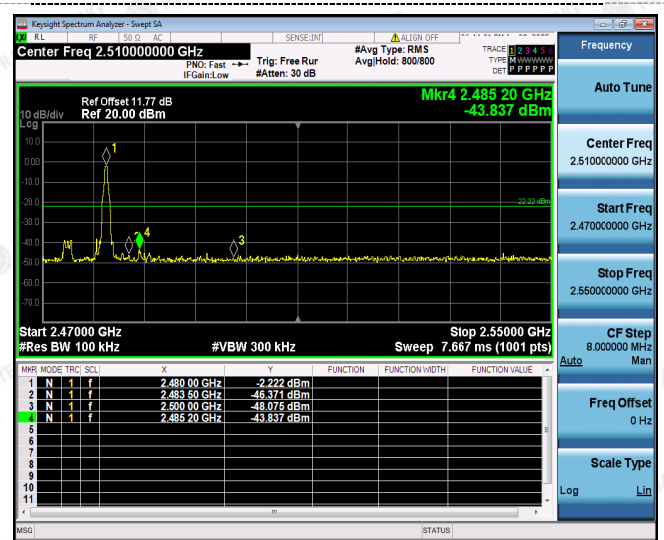 Keysight Spectrum Analyzer - Swept SA
LXI RL RF 50 Ω AC SENSE:INT ALIGN OFF
Center Freq 2.510000000 GHz
PNO: Fast
IFGain:Low
Trig: Free Run
#Atten: 30 dB
#Avg Type: RMS
Avg|Hold: 800/800
TRACE 1 2 3 4 5 6
TYPE M WWWWW
DET P P P P P P
Ref Offset 11.77 dB
Ref 20.00 dBm
10 dB/div
Log
Mkr4 2.485 20 GHz
-43.837 dBm
10.0
0.00
-10.0
-20.0
-30.0
-40.0
-50.0
-60.0
-70.0
1
4
3
-22.22 dBm
Start 2.47000 GHz
Stop 2.55000 GHz
#Res BW 100 kHz
#VBW 300 kHz
Sweep 7.667 ms (1001 pts)
MKR MODE TRC SCL X Y FUNCTION FUNCTION WIDTH FUNCTION VALUE
1 N 1 f 2.480 00 GHz -2.222 dBm
2 N 1 f 2.483 50 GHz -46.371 dBm
3 N 1 f 2.500 00 GHz -48.075 dBm
4 N 1 f 2.485 20 GHz -43.837 dBm
5
6
7
8
9
10
11
MSG
STATUS
Frequency
Auto Tune
Center Freq
2.510000000 GHz
Start Freq
2.470000000 GHz
Stop Freq
2.550000000 GHz
CF Step
8.000000 MHz
Auto Man
Freq Offset
0 Hz
Scale Type
Log Lin